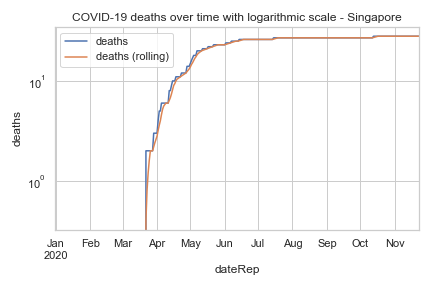 COVID-19 deaths over time with logarithmic scale - Singapore
deaths
deaths (rolling)
10¹
10⁰
deaths
Jan Feb Mar Apr May Jun Jul Aug Sep Oct Nov
2020
dateRep